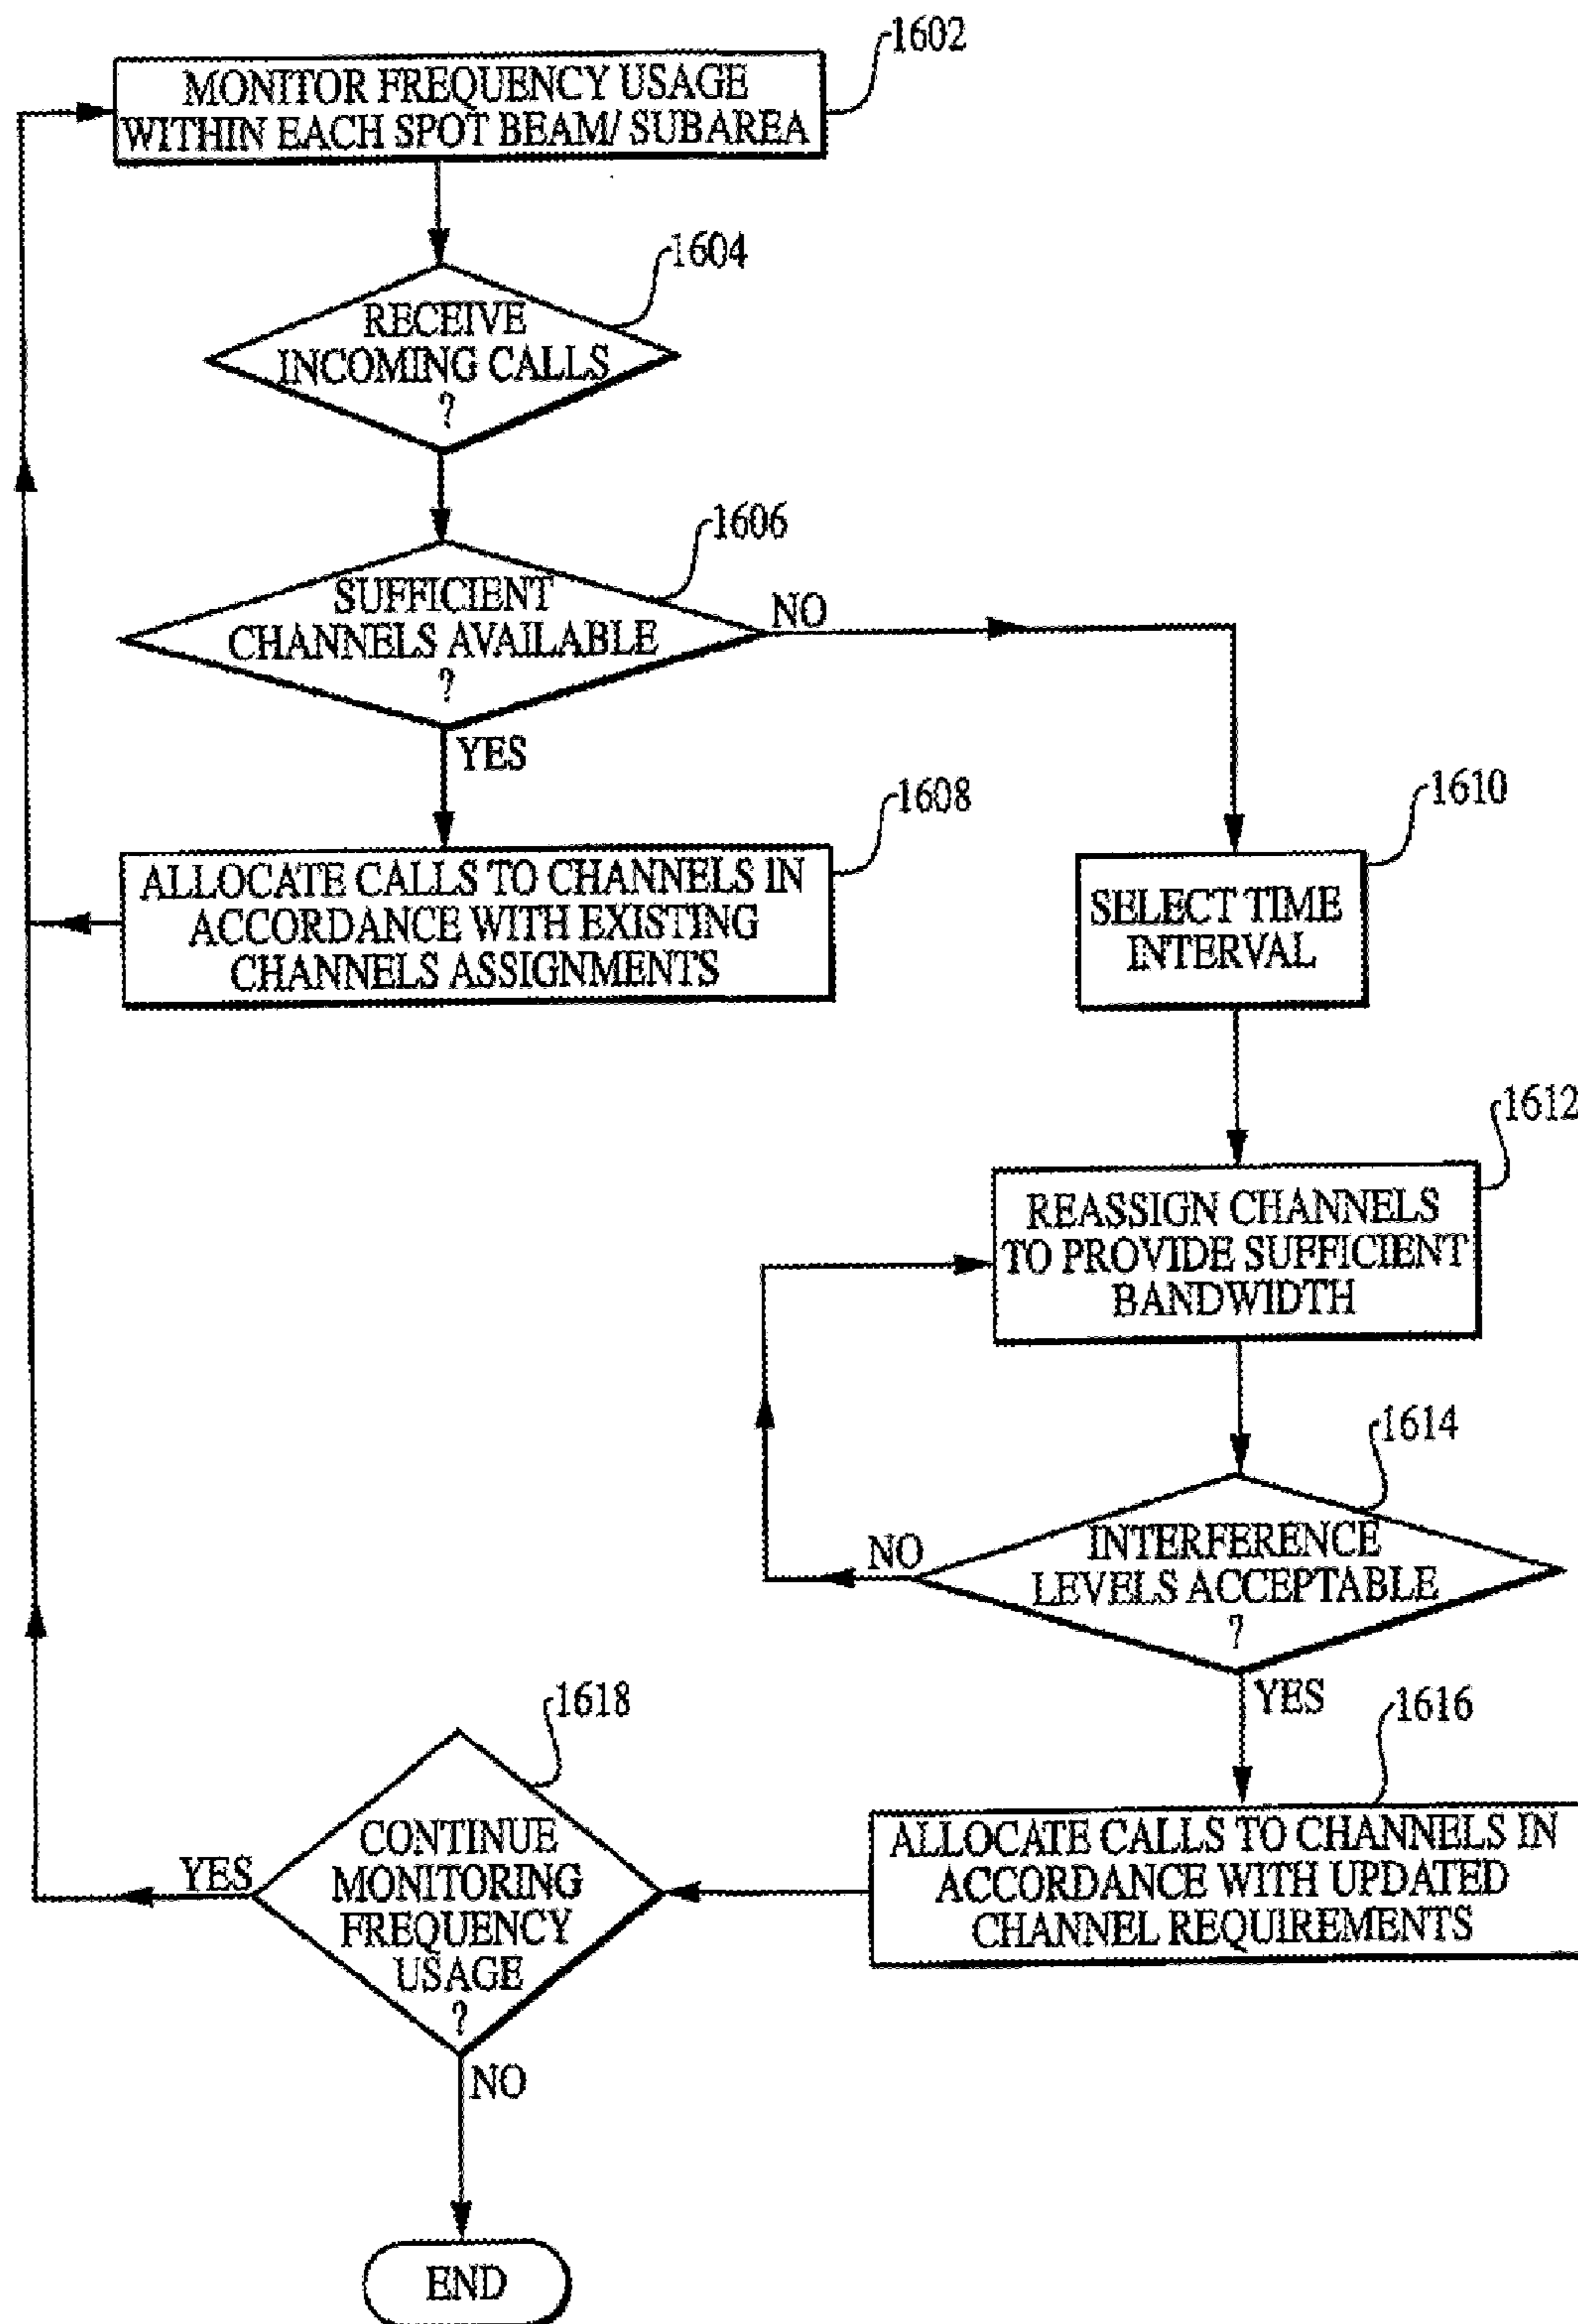 1602
MONITOR FREQUENCY USAGE
WITHIN EACH SPOT BEAM/ SUBAREA
1604
RECEIVE
INCOMING CALLS
?
1606
SUFFICIENT
CHANNELS AVAILABLE
?
NO
YES
1608
ALLOCATE CALLS TO CHANNELS IN
ACCORDANCE WITH EXISTING
CHANNELS ASSIGNMENTS
1610
SELECT TIME
INTERVAL
1612
REASSIGN CHANNELS
TO PROVIDE SUFFICIENT
BANDWIDTH
1614
INTERFERENCE
LEVELS ACCEPTABLE
?
NO
YES
1616
ALLOCATE CALLS TO CHANNELS IN
ACCORDANCE WITH UPDATED
CHANNEL REQUIREMENTS
1618
CONTINUE
MONITORING
FREQUENCY
USAGE
?
YES
NO
END